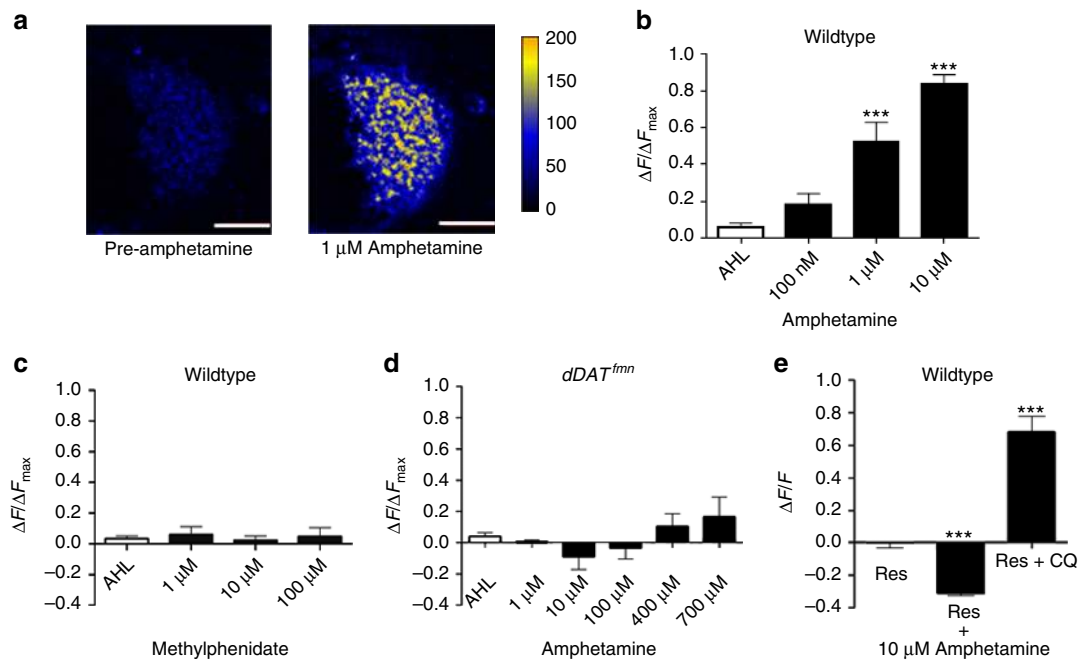 a
Pre-amphetamine
1 μM Amphetamine
200
150
100
50
0
b
Wildtype
ΔF/ΔFmax
1.0
0.8
0.6
0.4
0.2
0.0
***
***
AHL
100 nM
1 μM
10 μM
Amphetamine
c
Wildtype
ΔF/ΔFmax
1.0
0.8
0.6
0.4
0.2
0.0
–0.2
–0.4
AHL
1 μM
10 μM
100 μM
Methylphenidate
d
dDATfmn
ΔF/ΔFmax
1.0
0.8
0.6
0.4
0.2
0.0
–0.2
–0.4
AHL
1 μM
10 μM
100 μM
400 μM
700 μM
Amphetamine
e
Wildtype
ΔF/F
1.0
0.8
0.6
0.4
0.2
0.0
–0.2
–0.4
***
***
Res
Res + CQ
Res
+
10 μM Amphetamine